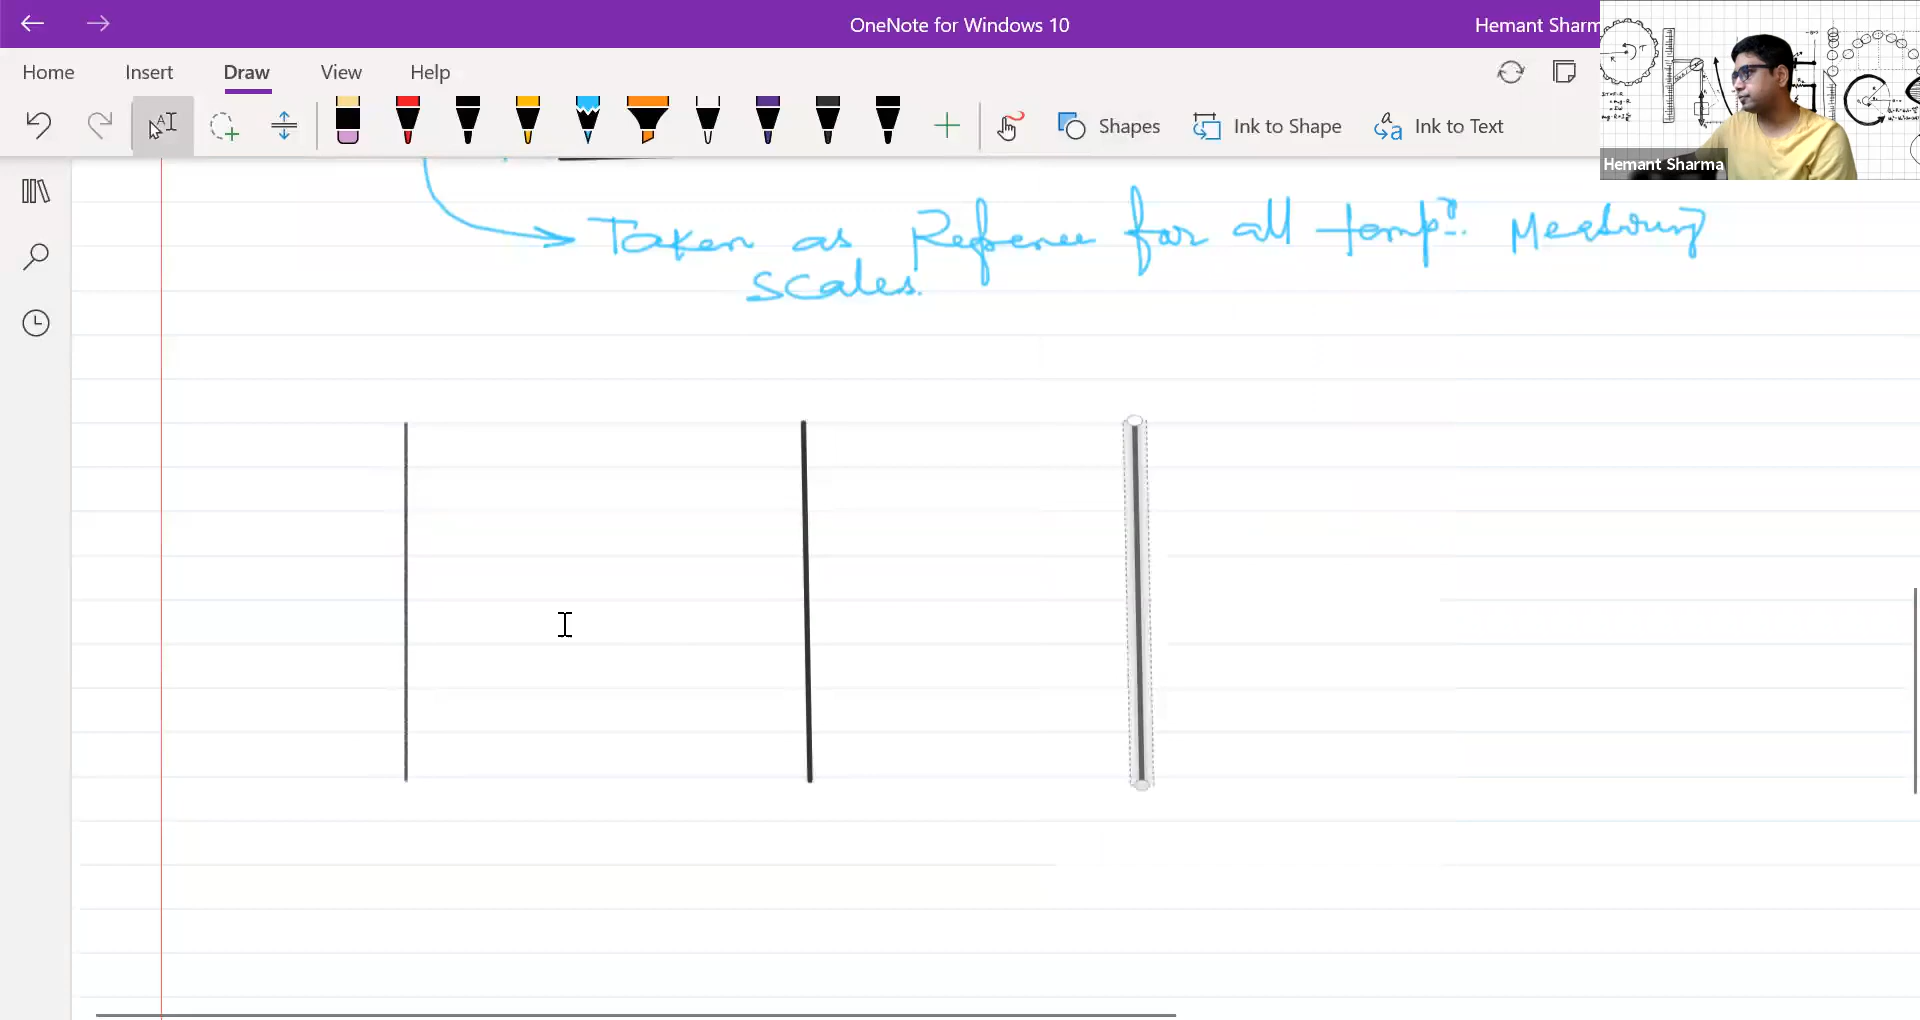 OneNote for Windows 10
Hemant Sharm
Home Insert Draw View Help
Shapes Ink to Shape Ink to Text
Hemant Sharma
Taken as Reference for all tempr. Measuring
scales.